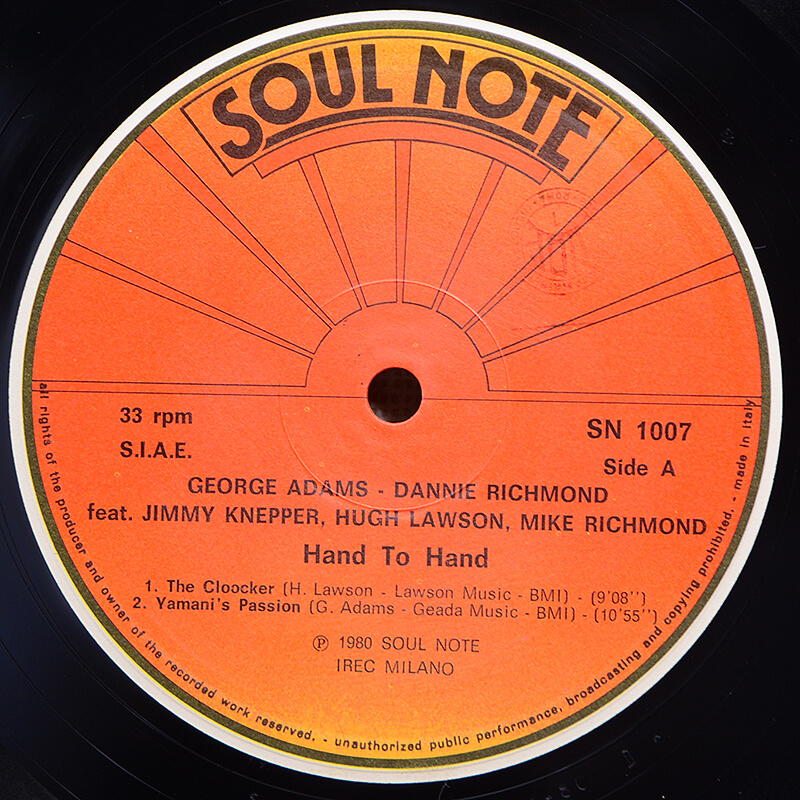 SOUL NOTE
33 rpm
S.I.A.E.
SN 1007
Side A
GEORGE ADAMS - DANNIE RICHMOND
feat. JIMMY KNEPPER, HUGH LAWSON, MIKE RICHMOND
Hand To Hand
1. The Cloocker (H. Lawson - Lawson Music - BMI) - (9'08'')
2. Yamani's Passion (G. Adams - Geada Music - BMI) - (10'55'')
℗ 1980 SOUL NOTE
IREC MILANO
all rights of the producer and owner of the recorded work reserved. - unauthorized public performance, broadcasting and copying prohibited. - made in Italy